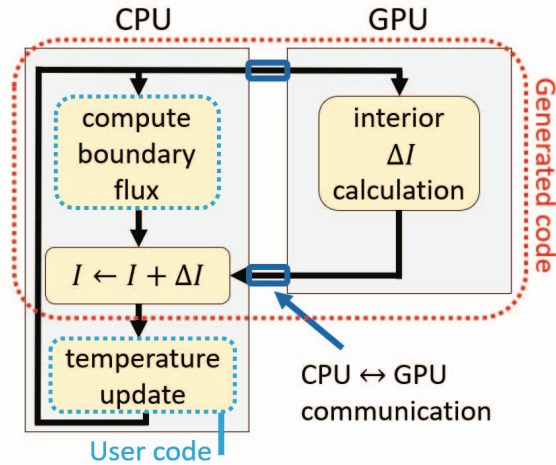 CPU
GPU
compute
boundary
flux
interior
ΔI
calculation
Generated code
I ← I + ΔI
temperature
update
CPU ↔ GPU
communication
User code